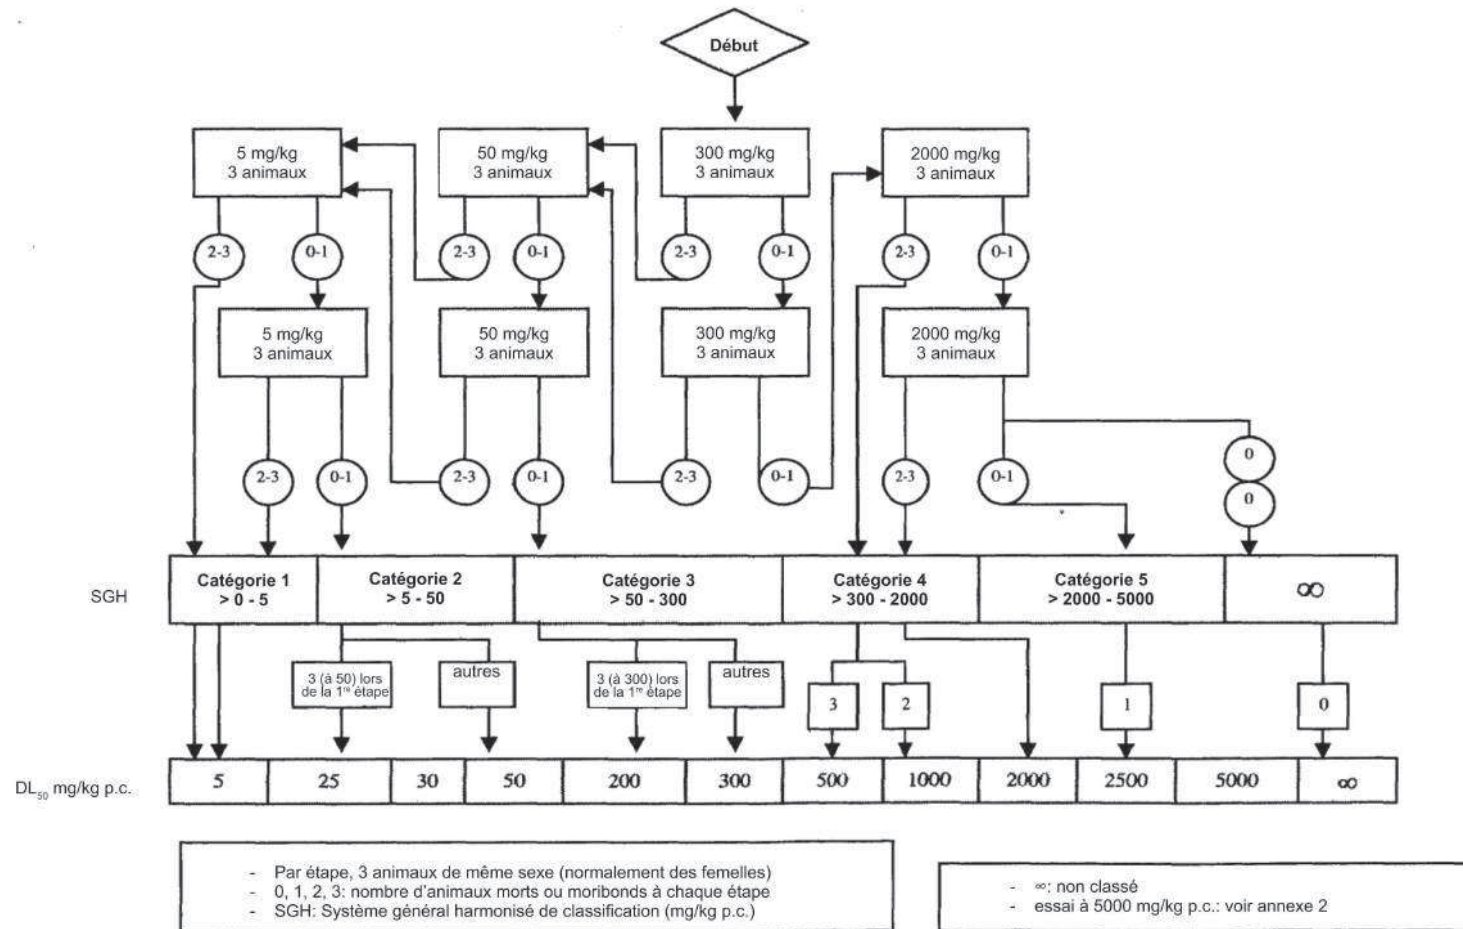 Début
5 mg/kg
3 animaux
50 mg/kg
3 animaux
300 mg/kg
3 animaux
2000 mg/kg
3 animaux
2-3
0-1
2-3
0-1
2-3
0-1
2-3
0-1
5 mg/kg
3 animaux
50 mg/kg
3 animaux
300 mg/kg
3 animaux
2000 mg/kg
3 animaux
2-3
0-1
2-3
0-1
2-3
0-1
2-3
0-1
0
0
SGH
Catégorie 1
> 0 - 5
Catégorie 2
> 5 - 50
Catégorie 3
> 50 - 300
Catégorie 4
> 300 - 2000
Catégorie 5
> 2000 - 5000
∞
3 (à 50) lors
de la 1re étape
autres
3 (à 300) lors
de la 1re étape
autres
3
2
1
0
DL50 mg/kg p.c.
5
25
30
50
200
300
500
1000
2000
2500
5000
∞
- Par étape, 3 animaux de même sexe (normalement des femelles)
- 0, 1, 2, 3: nombre d'animaux morts ou moribonds à chaque étape
- SGH: Système général harmonisé de classification (mg/kg p.c.)
- ∞: non classé
- essai à 5000 mg/kg p.c.: voir annexe 2